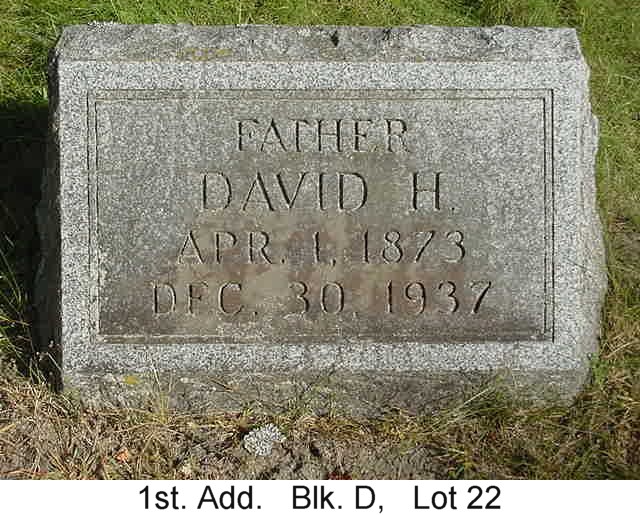 FATHER
DAVID H.
APR. 1, 1873
DEC. 30, 1937
1st. Add. Blk. D, Lot 22